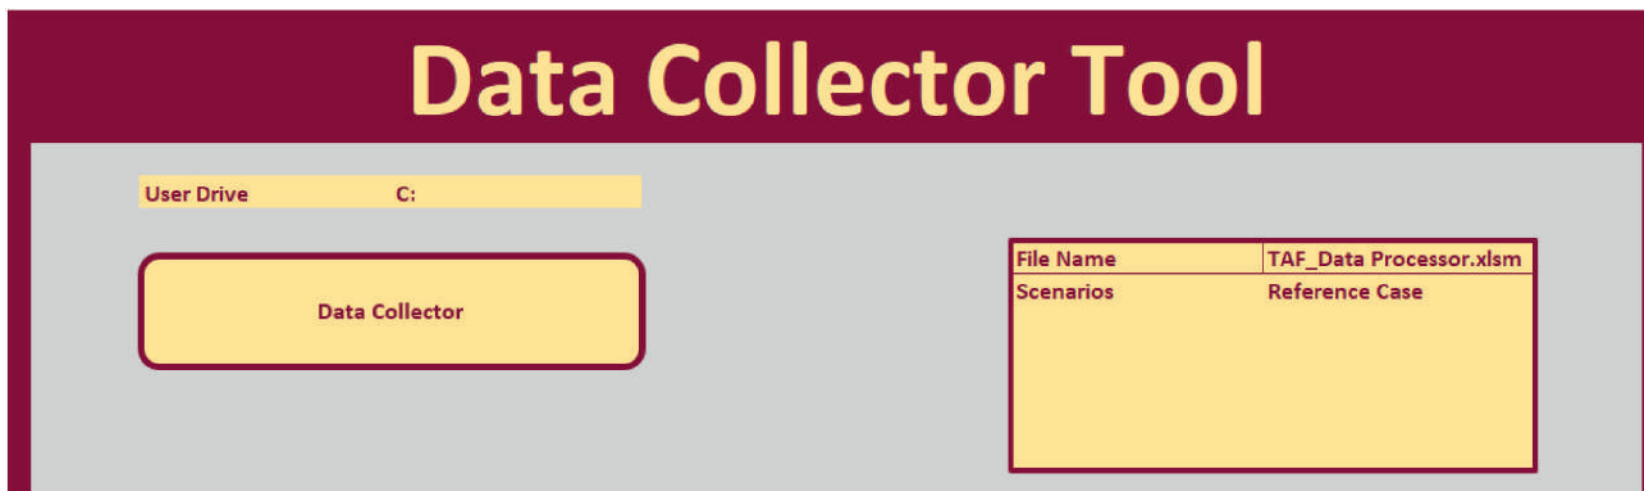 Data Collector Tool
User Drive C:
Data Collector
File Name TAF_Data Processor.xlsm
Scenarios Reference Case